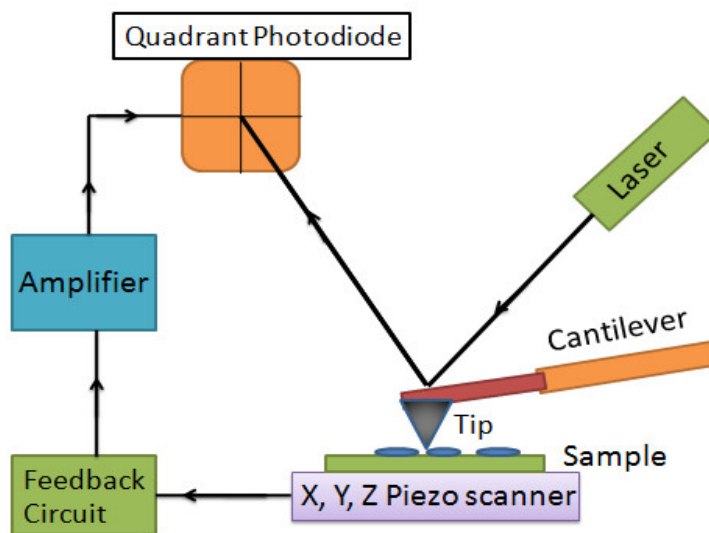 Quadrant Photodiode
Laser
Amplifier
Cantilever
Tip
Sample
Feedback
Circuit
X, Y, Z Piezo scanner